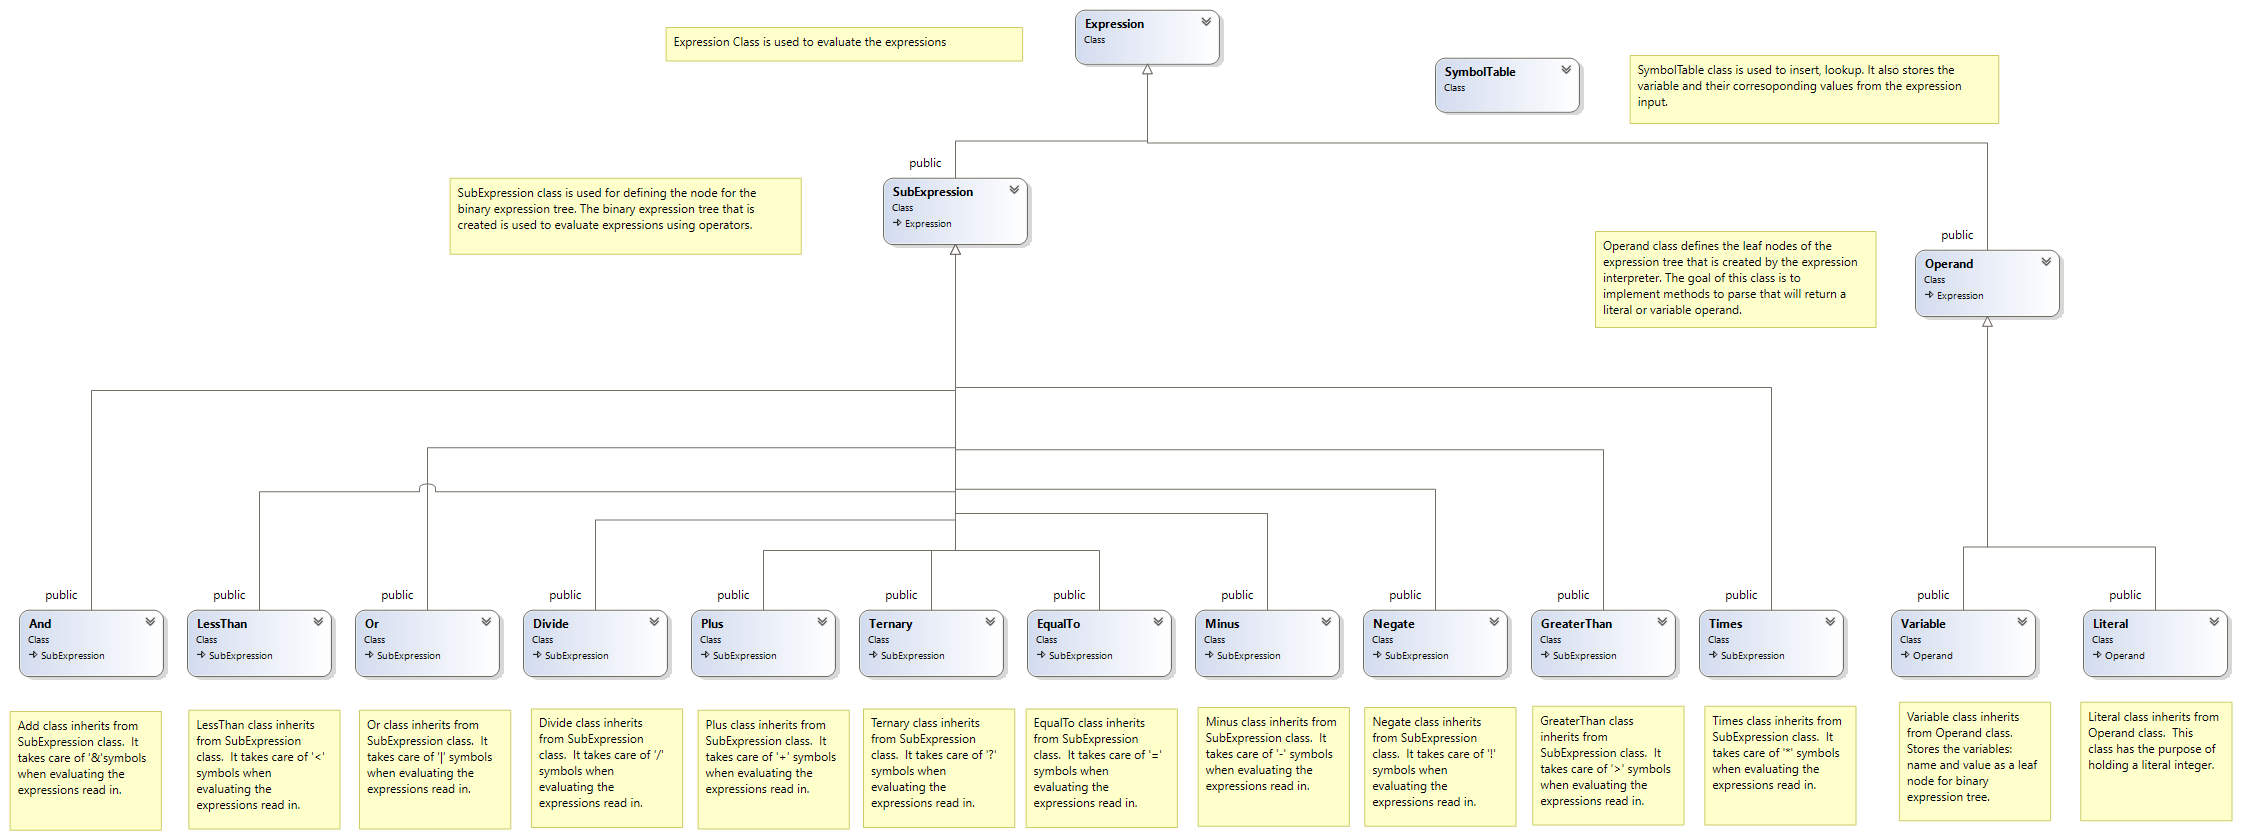 Expression
Class
Expression Class is used to evaluate the expressions
SymbolTable
Class
SymbolTable class is used to insert, lookup. It also stores the
variable and their corresoponding values from the expression
input.
public
SubExpression
Class
Expression
SubExpression class is used for defining the node for the
binary expression tree. The binary expression tree that is
created is used to evaluate expressions using operators.
public
Operand
Class
Expression
Operand class defines the leaf nodes of the
expression tree that is created by the expression
interpreter. The goal of this class is to
implement methods to parse that will return a
literal or variable operand.
public
And
Class
SubExpression
public
LessThan
Class
SubExpression
public
Or
Class
SubExpression
public
Divide
Class
SubExpression
public
Plus
Class
SubExpression
public
Ternary
Class
SubExpression
public
EqualTo
Class
SubExpression
public
Minus
Class
SubExpression
public
Negate
Class
SubExpression
public
GreaterThan
Class
SubExpression
public
Times
Class
SubExpression
public
Variable
Class
Operand
public
Literal
Class
Operand
Add class inherits from
SubExpression class.  It
takes care of '&'symbols
when evaluating the
expressions read in.
LessThan class inherits
from SubExpression
class.  It takes care of '<'
symbols when
evaluating the
expressions read in.
Or class inherits from
SubExpression class.  It
takes care of '|' symbols
when evaluating the
expressions read in.
Divide class inherits
from SubExpression
class.  It takes care of '/'
symbols when
evaluating the
expressions read in.
Plus class inherits from
SubExpression class.  It
takes care of '+' symbols
when evaluating the
expressions read in.
Ternary class inherits
from SubExpression
class.  It takes care of '?'
symbols when
evaluating the
expressions read in.
EqualTo class inherits
from SubExpression
class.  It takes care of '='
symbols when
evaluating the
expressions read in.
Minus class inherits from
SubExpression class.  It
takes care of '-' symbols
when evaluating the
expressions read in.
Negate class inherits
from SubExpression
class.  It takes care of '!'
symbols when
evaluating the
expressions read in.
GreaterThan class
inherits from
SubExpression class.  It
takes care of '>' symbols
when evaluating the
expressions read in.
Times class inherits from
SubExpression class.  It
takes care of '*' symbols
when evaluating the
expressions read in.
Variable class inherits
from Operand class.
Stores the variables:
name and value as a leaf
node for binary
expression tree.
Literal class inherits from
Operand class.  This
class has the purpose of
holding a literal integer.